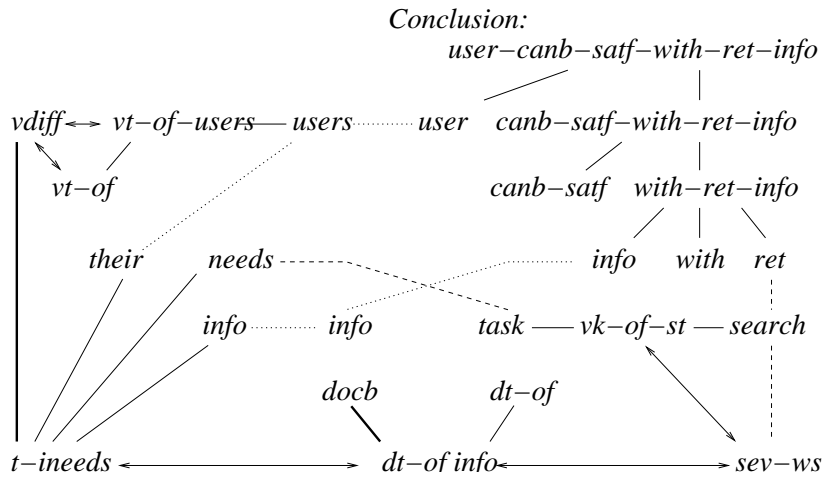 Conclusion:
user−canb−satf−with−ret−info
vdiff vt−of−users users user canb−satf−with−ret−info
vt−of canb−satf with−ret−info
their needs info with ret
info info task vk−of−st search
docb dt−of
t−ineeds dt−of info sev−ws